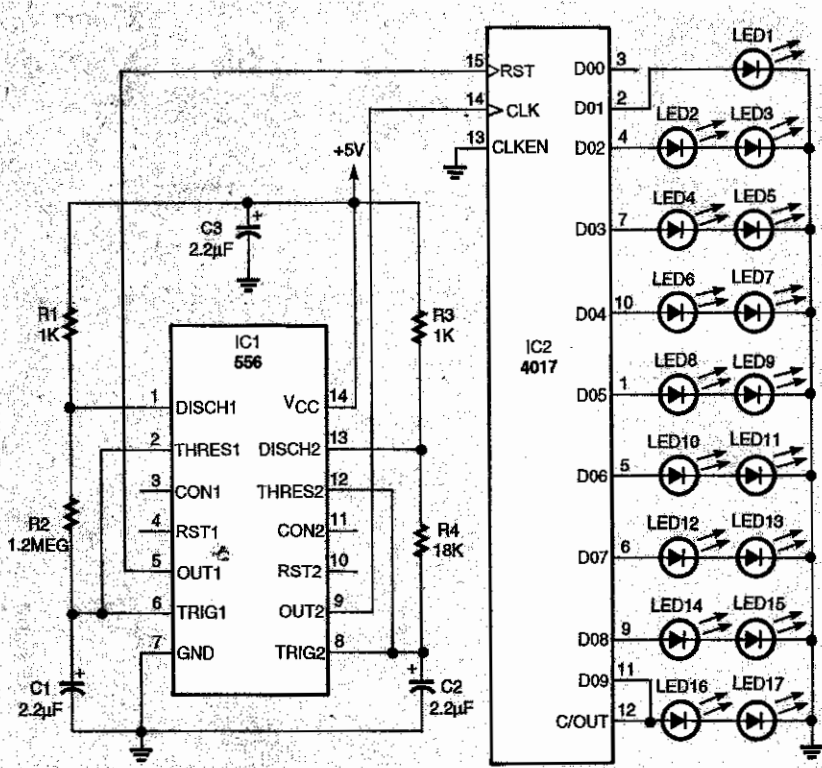 LED1
15
RST
D00
3
14
CLK
D01
2
LED2
LED3
13
CLKEN
D02
4
+5V
LED4
LED5
C3
2.2µF
+
D03
7
LED6
LED7
R1
1K
R3
1K
D04
10
IC1
556
IC2
4017
LED8
LED9
1
DISCH1
VCC
14
D05
1
2
THRES1
DISCH2
13
LED10
LED11
3
CON1
THRES2
12
D06
5
R2
1.2MEG
4
RST1
CON2
11
R4
18K
LED12
LED13
5
OUT1
RST2
10
D07
6
6
TRIG1
OUT2
9
LED14
LED15
7
GND
TRIG2
8
D08
9
C1
2.2µF
+
+
C2
2.2µF
D09
11
LED16
LED17
C/OUT
12